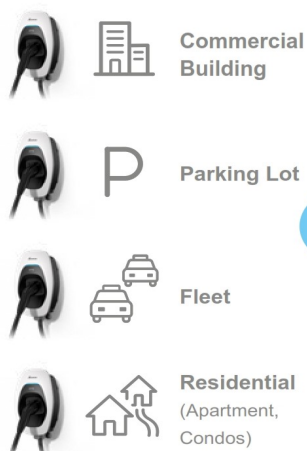 Commercial
Building
P
Parking Lot
Fleet
Residential
(Apartment,
Condos)